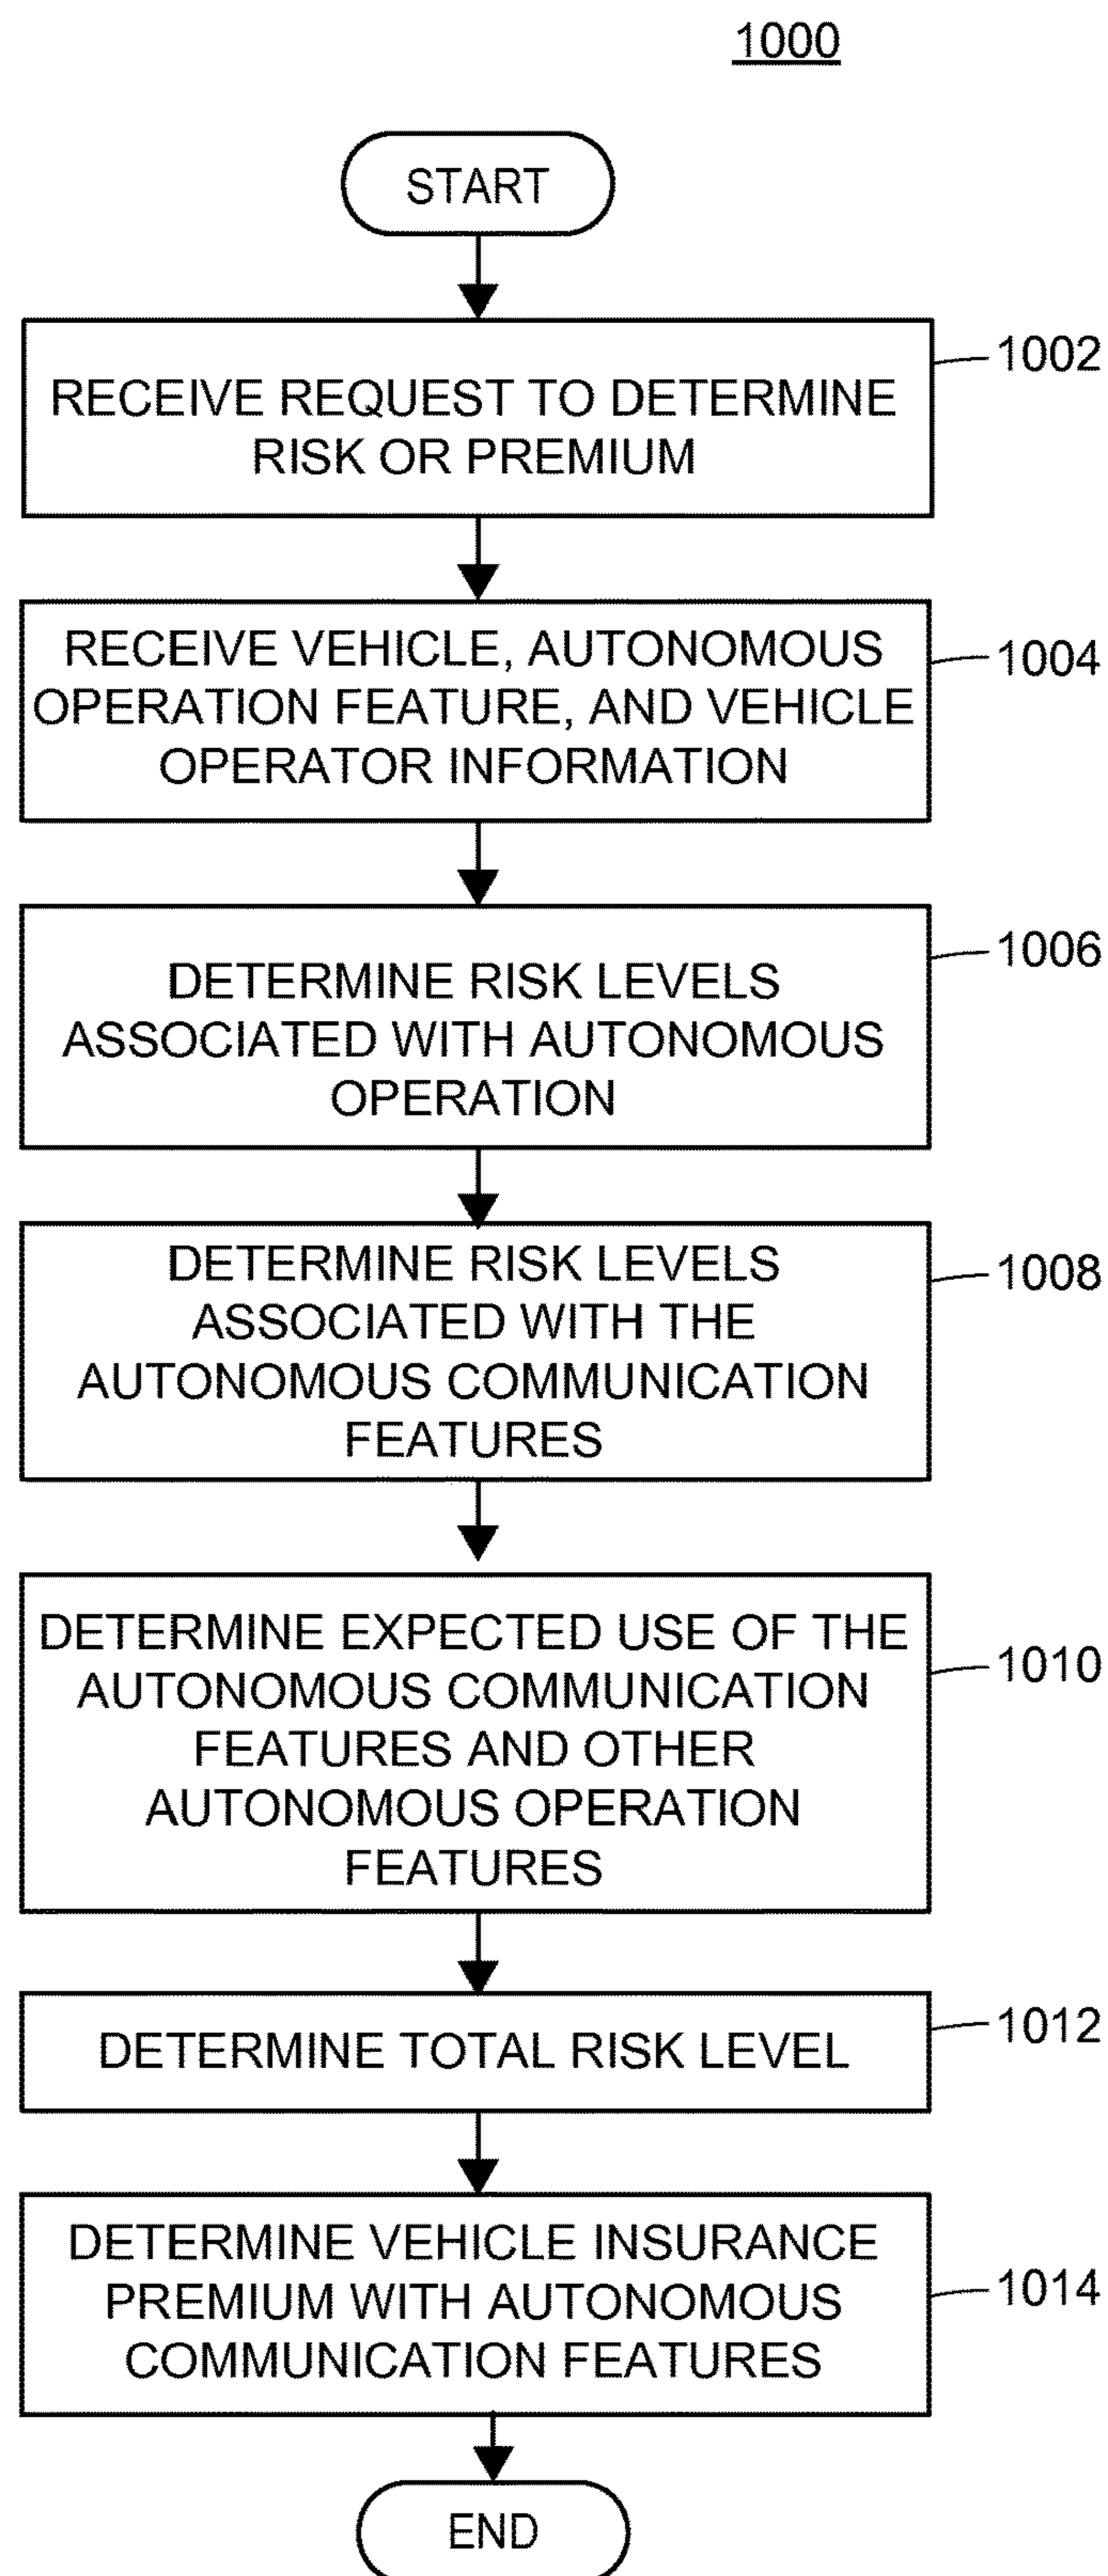 1000
START
RECEIVE REQUEST TO DETERMINE
RISK OR PREMIUM
1002
RECEIVE VEHICLE, AUTONOMOUS
OPERATION FEATURE, AND VEHICLE
OPERATOR INFORMATION
1004
DETERMINE RISK LEVELS
ASSOCIATED WITH AUTONOMOUS
OPERATION
1006
DETERMINE RISK LEVELS
ASSOCIATED WITH THE
AUTONOMOUS COMMUNICATION
FEATURES
1008
DETERMINE EXPECTED USE OF THE
AUTONOMOUS COMMUNICATION
FEATURES AND OTHER
AUTONOMOUS OPERATION
FEATURES
1010
DETERMINE TOTAL RISK LEVEL
1012
DETERMINE VEHICLE INSURANCE
PREMIUM WITH AUTONOMOUS
COMMUNICATION FEATURES
1014
END